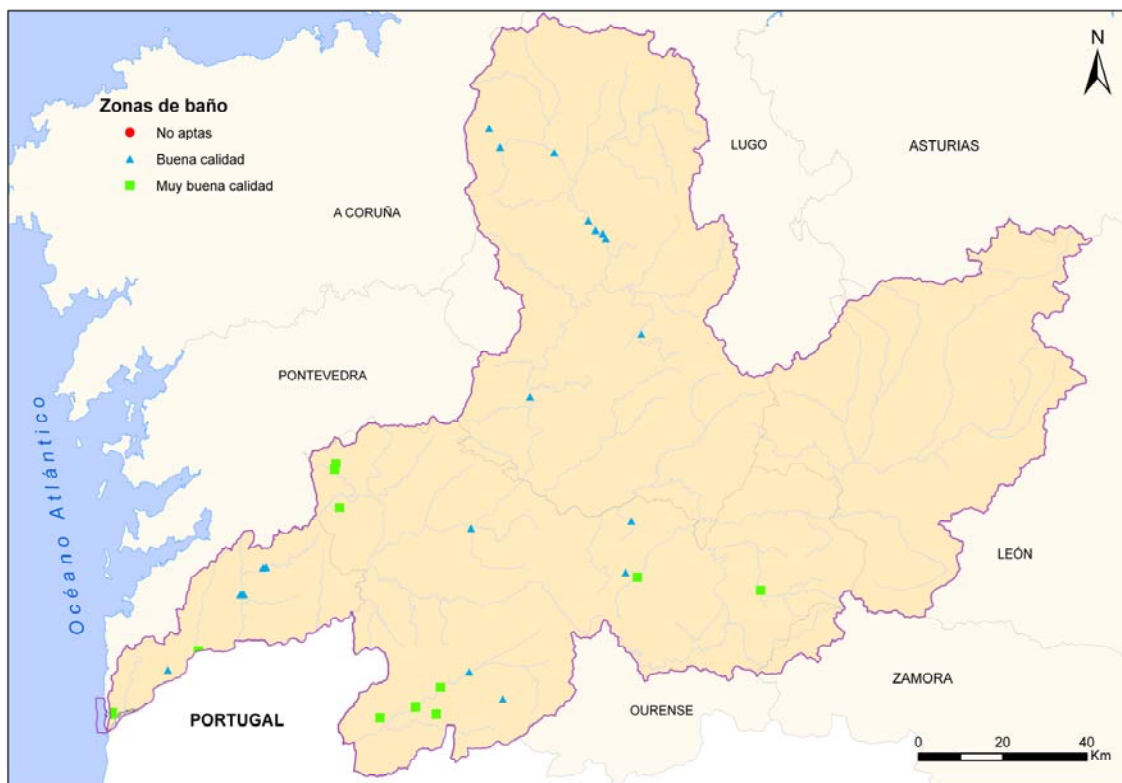 N
Zonas de baño
No aptas
Buena calidad
Muy buena calidad
LUGO
ASTURIAS
A CORUÑA
PONTEVEDRA
Océano Atlántico
LEÓN
ZAMORA
OURENSE
PORTUGAL
0 20 40
Km